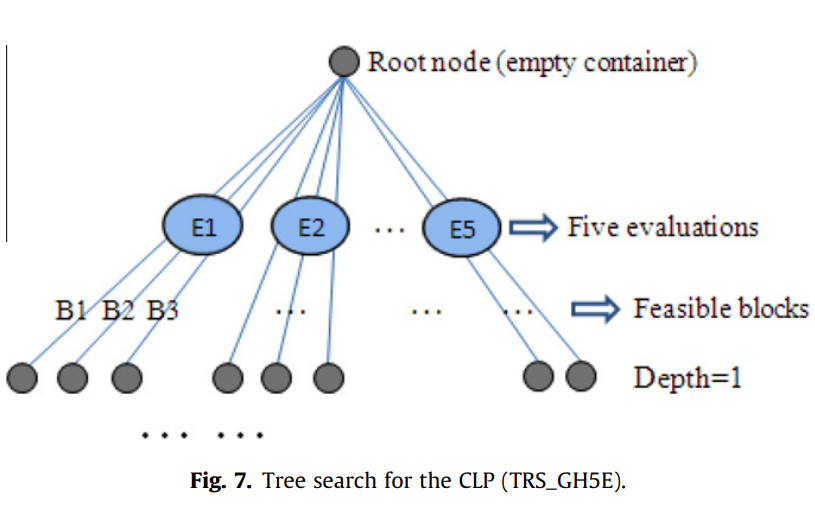 Root node (empty container)
E1 E2 ... E5 Five evaluations
B1 B2 B3 ... ... ... Feasible blocks
Depth=1
... ...
Fig. 7. Tree search for the CLP (TRS_GH5E).